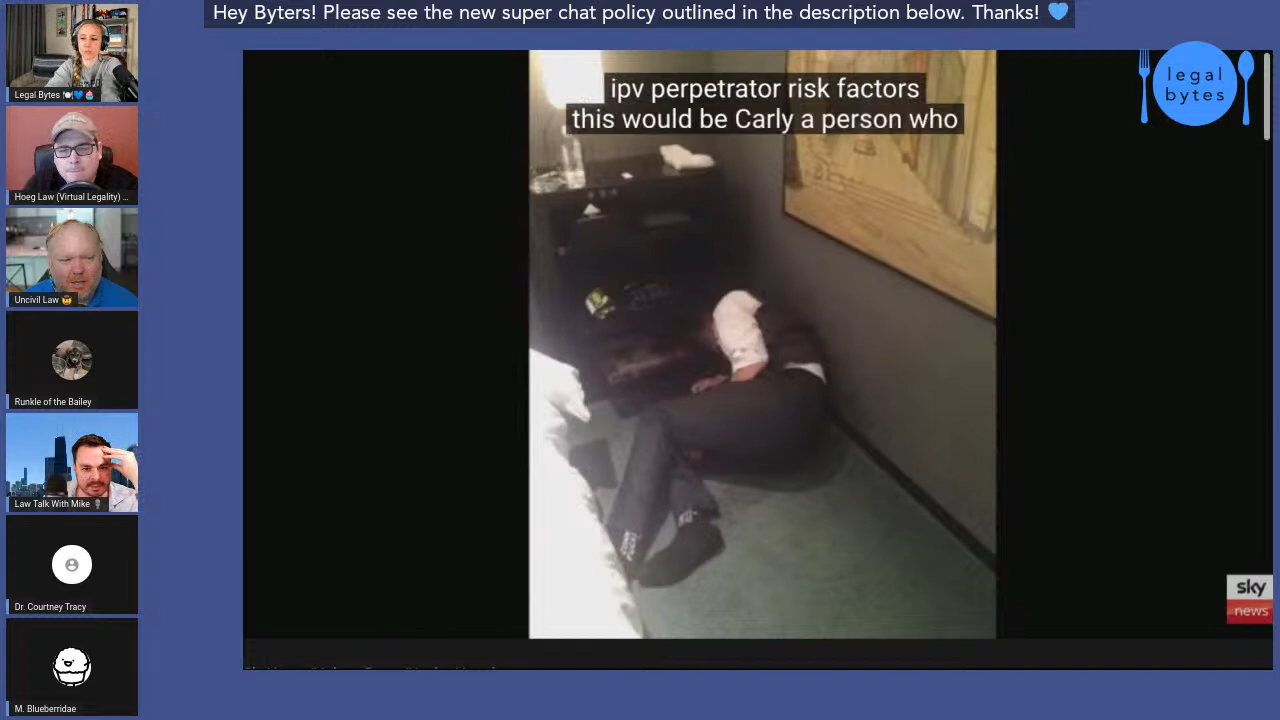 Hey Byters! Please see the new super chat policy outlined in the description below. Thanks! 💙
Legal Bytes 🍽💙🧁
Hoeg Law (Virtual Legality) ...
Uncivil Law 🤠
Runkle of the Bailey
Law Talk With Mike 🎙
Dr. Courtney Tracy
M. Blueberridae
ipv perpetrator risk factors
this would be Carly a person who
legal
bytes
sky
news